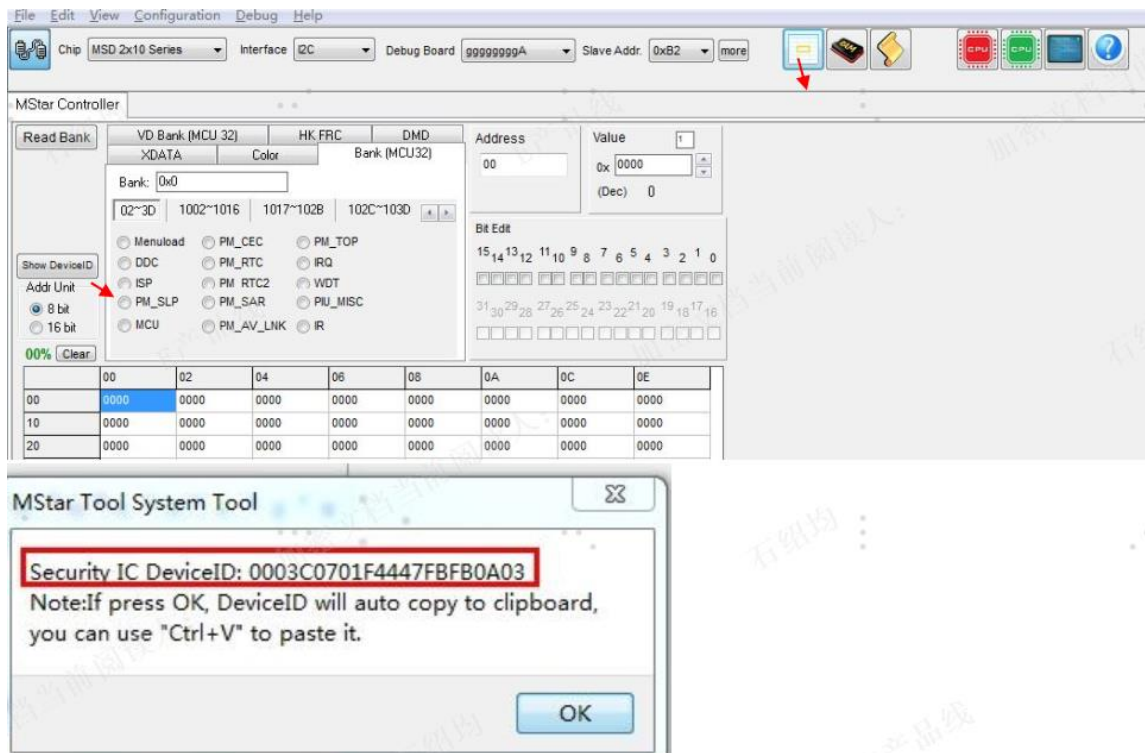 File Edit View Configuration Debug Help
Chip MSD 2x10 Series Interface I2C Debug Board ggggggggA Slave Addr. 0xB2 more
CPU CPU ?
MStar Controller
Read Bank VD Bank (MCU 32) HK FRC DMD Address Value 1
XDATA Color Bank (MCU32) 00 0x 0000
Bank: 0x0 (Dec) 0
02~3D 1002~1016 1017~102B 102C~103D
Bit Edit
Menuload PM_CEC PM_TOP
15 14 13 12 11 10 9 8 7 6 5 4 3 2 1 0
Show DeviceID DDC PM_RTC IRQ
Addr Unit ISP PM RTC2 WDT
8 bit PM_SLP PM_SAR PIU_MISC
31 30 29 28 27 26 25 24 23 22 21 20 19 18 17 16
16 bit MCU PM_AV_LNK IR
00% Clear
00 02 04 06 08 0A 0C 0E
00 0000 0000 0000 0000 0000 0000 0000 0000
10 0000 0000 0000 0000 0000 0000 0000 0000
20 0000 0000 0000 0000 0000 0000 0000 0000
MStar Tool System Tool
Security IC DeviceID: 0003C0701F4447FBFB0A03
Note:If press OK, DeviceID will auto copy to clipboard,
you can use "Ctrl+V" to paste it.
OK